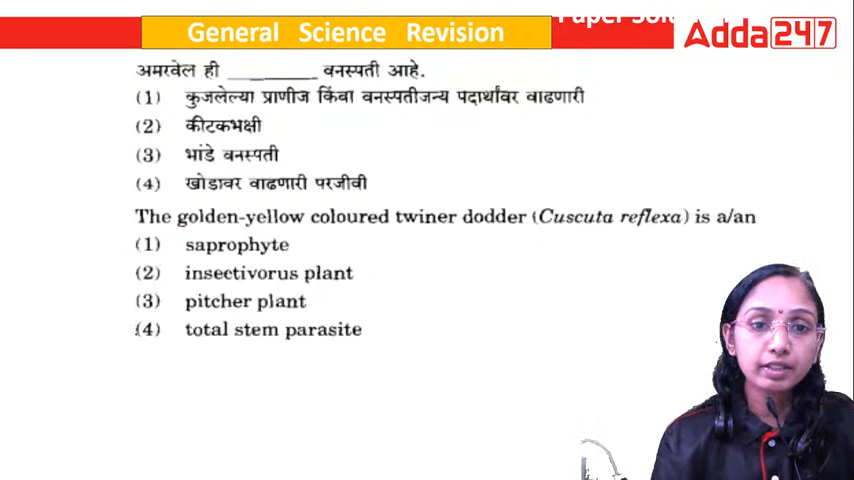 General Science Revision
Adda247
अमरवेल ही ________ वनस्पती आहे.
(1) कुजलेल्या प्राणीज किंवा वनस्पतीजन्य पदार्थांवर वाढणारी
(2) कीटकभक्षी
(3) भांडे वनस्पती
(4) खोडावर वाढणारी परजीवी
The golden-yellow coloured twiner dodder (Cuscuta reflexa) is a/an
(1) saprophyte
(2) insectivorus plant
(3) pitcher plant
(4) total stem parasite